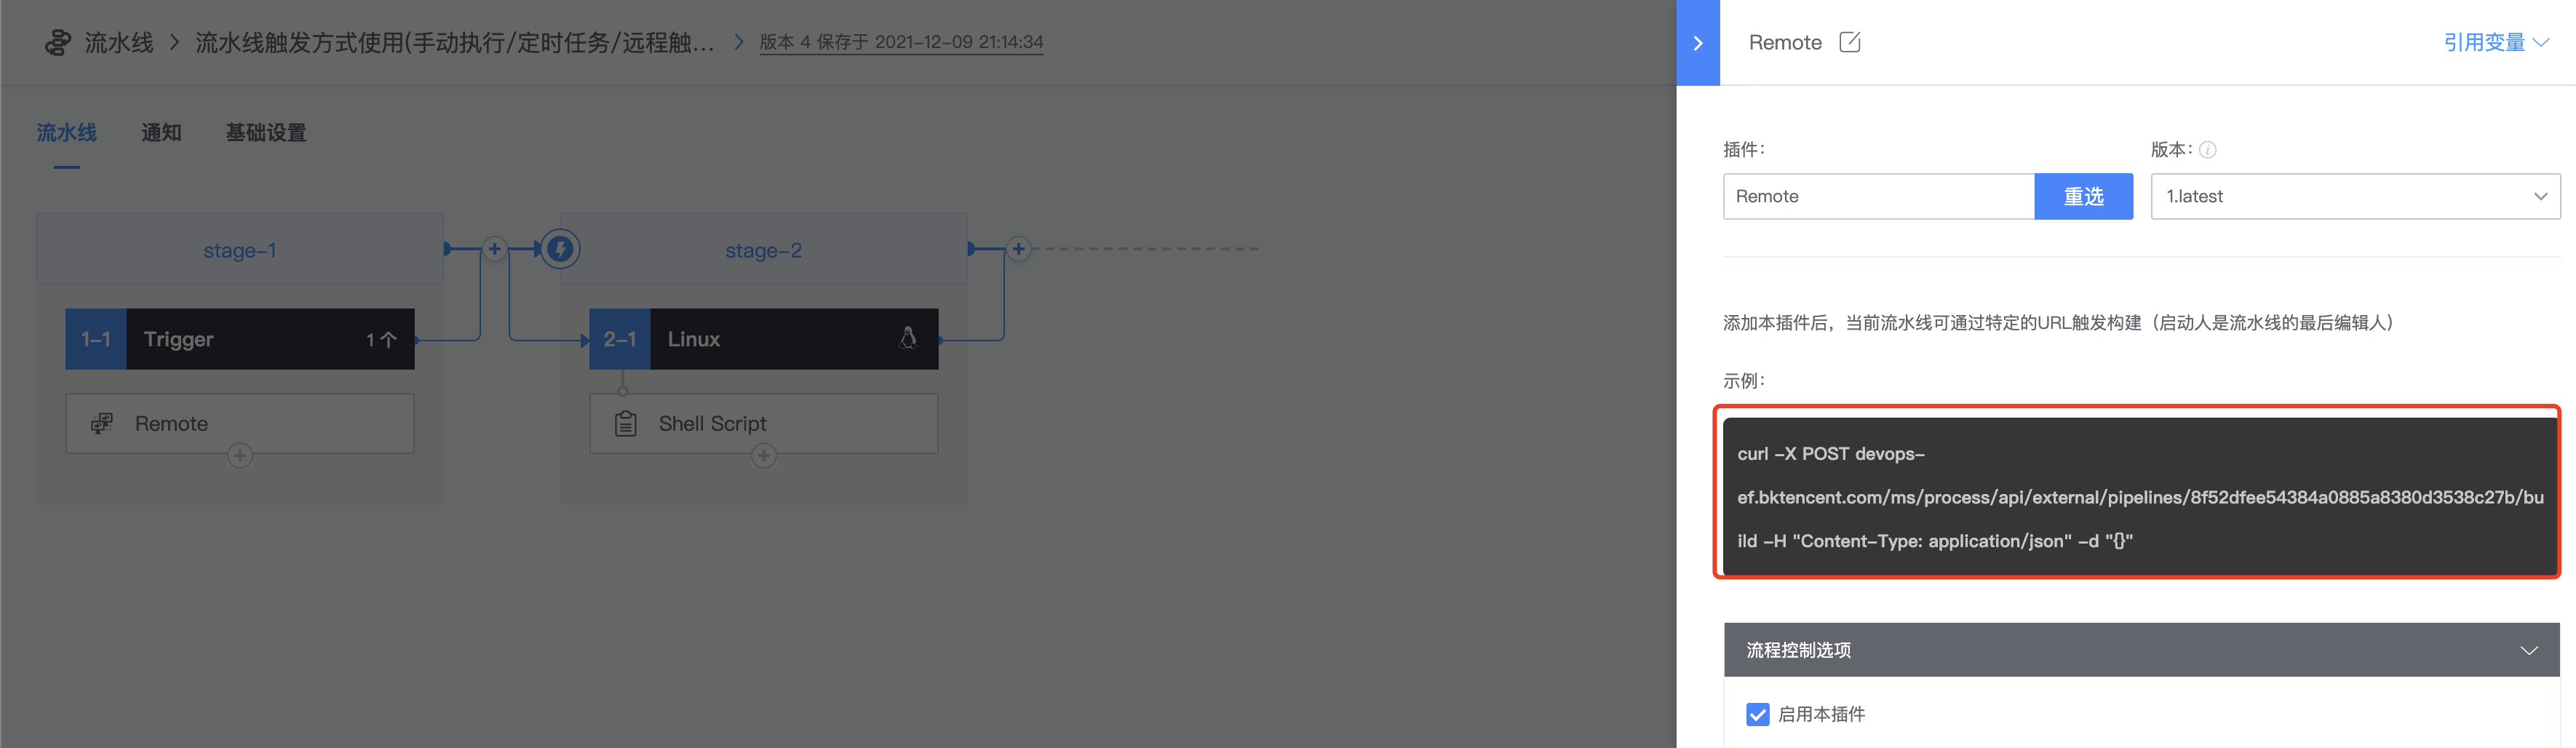 流水线 > 流水线触发方式使用(手动执行/定时任务/远程触... > 版本 4 保存于 2021-12-09 21:14:34
流水线 通知 基础设置
stage-1
stage-2
1-1 Trigger 1 个
2-1 Linux
Remote
Shell Script
Remote
引用变量
插件：
版本：
Remote 重选
1.latest
添加本插件后，当前流水线可通过特定的URL触发构建（启动人是流水线的最后编辑人）
示例：
curl -X POST devops-
ef.bktencent.com/ms/process/api/external/pipelines/8f52dfee54384a0885a8380d3538c27b/bu
ild -H "Content-Type: application/json" -d "{}"
流程控制选项
启用本插件